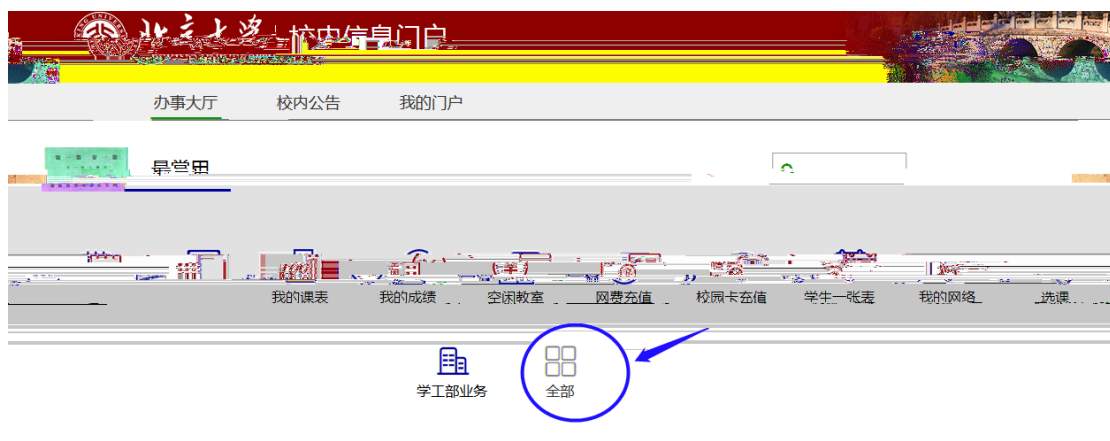 北京大学 校内信息门户
办事大厅 校内公告 我的门户
最常用
我的课表 我的成绩 空闲教室 网费充值 校园卡充值 学生一张表 我的网络 选课
学工部业务 全部